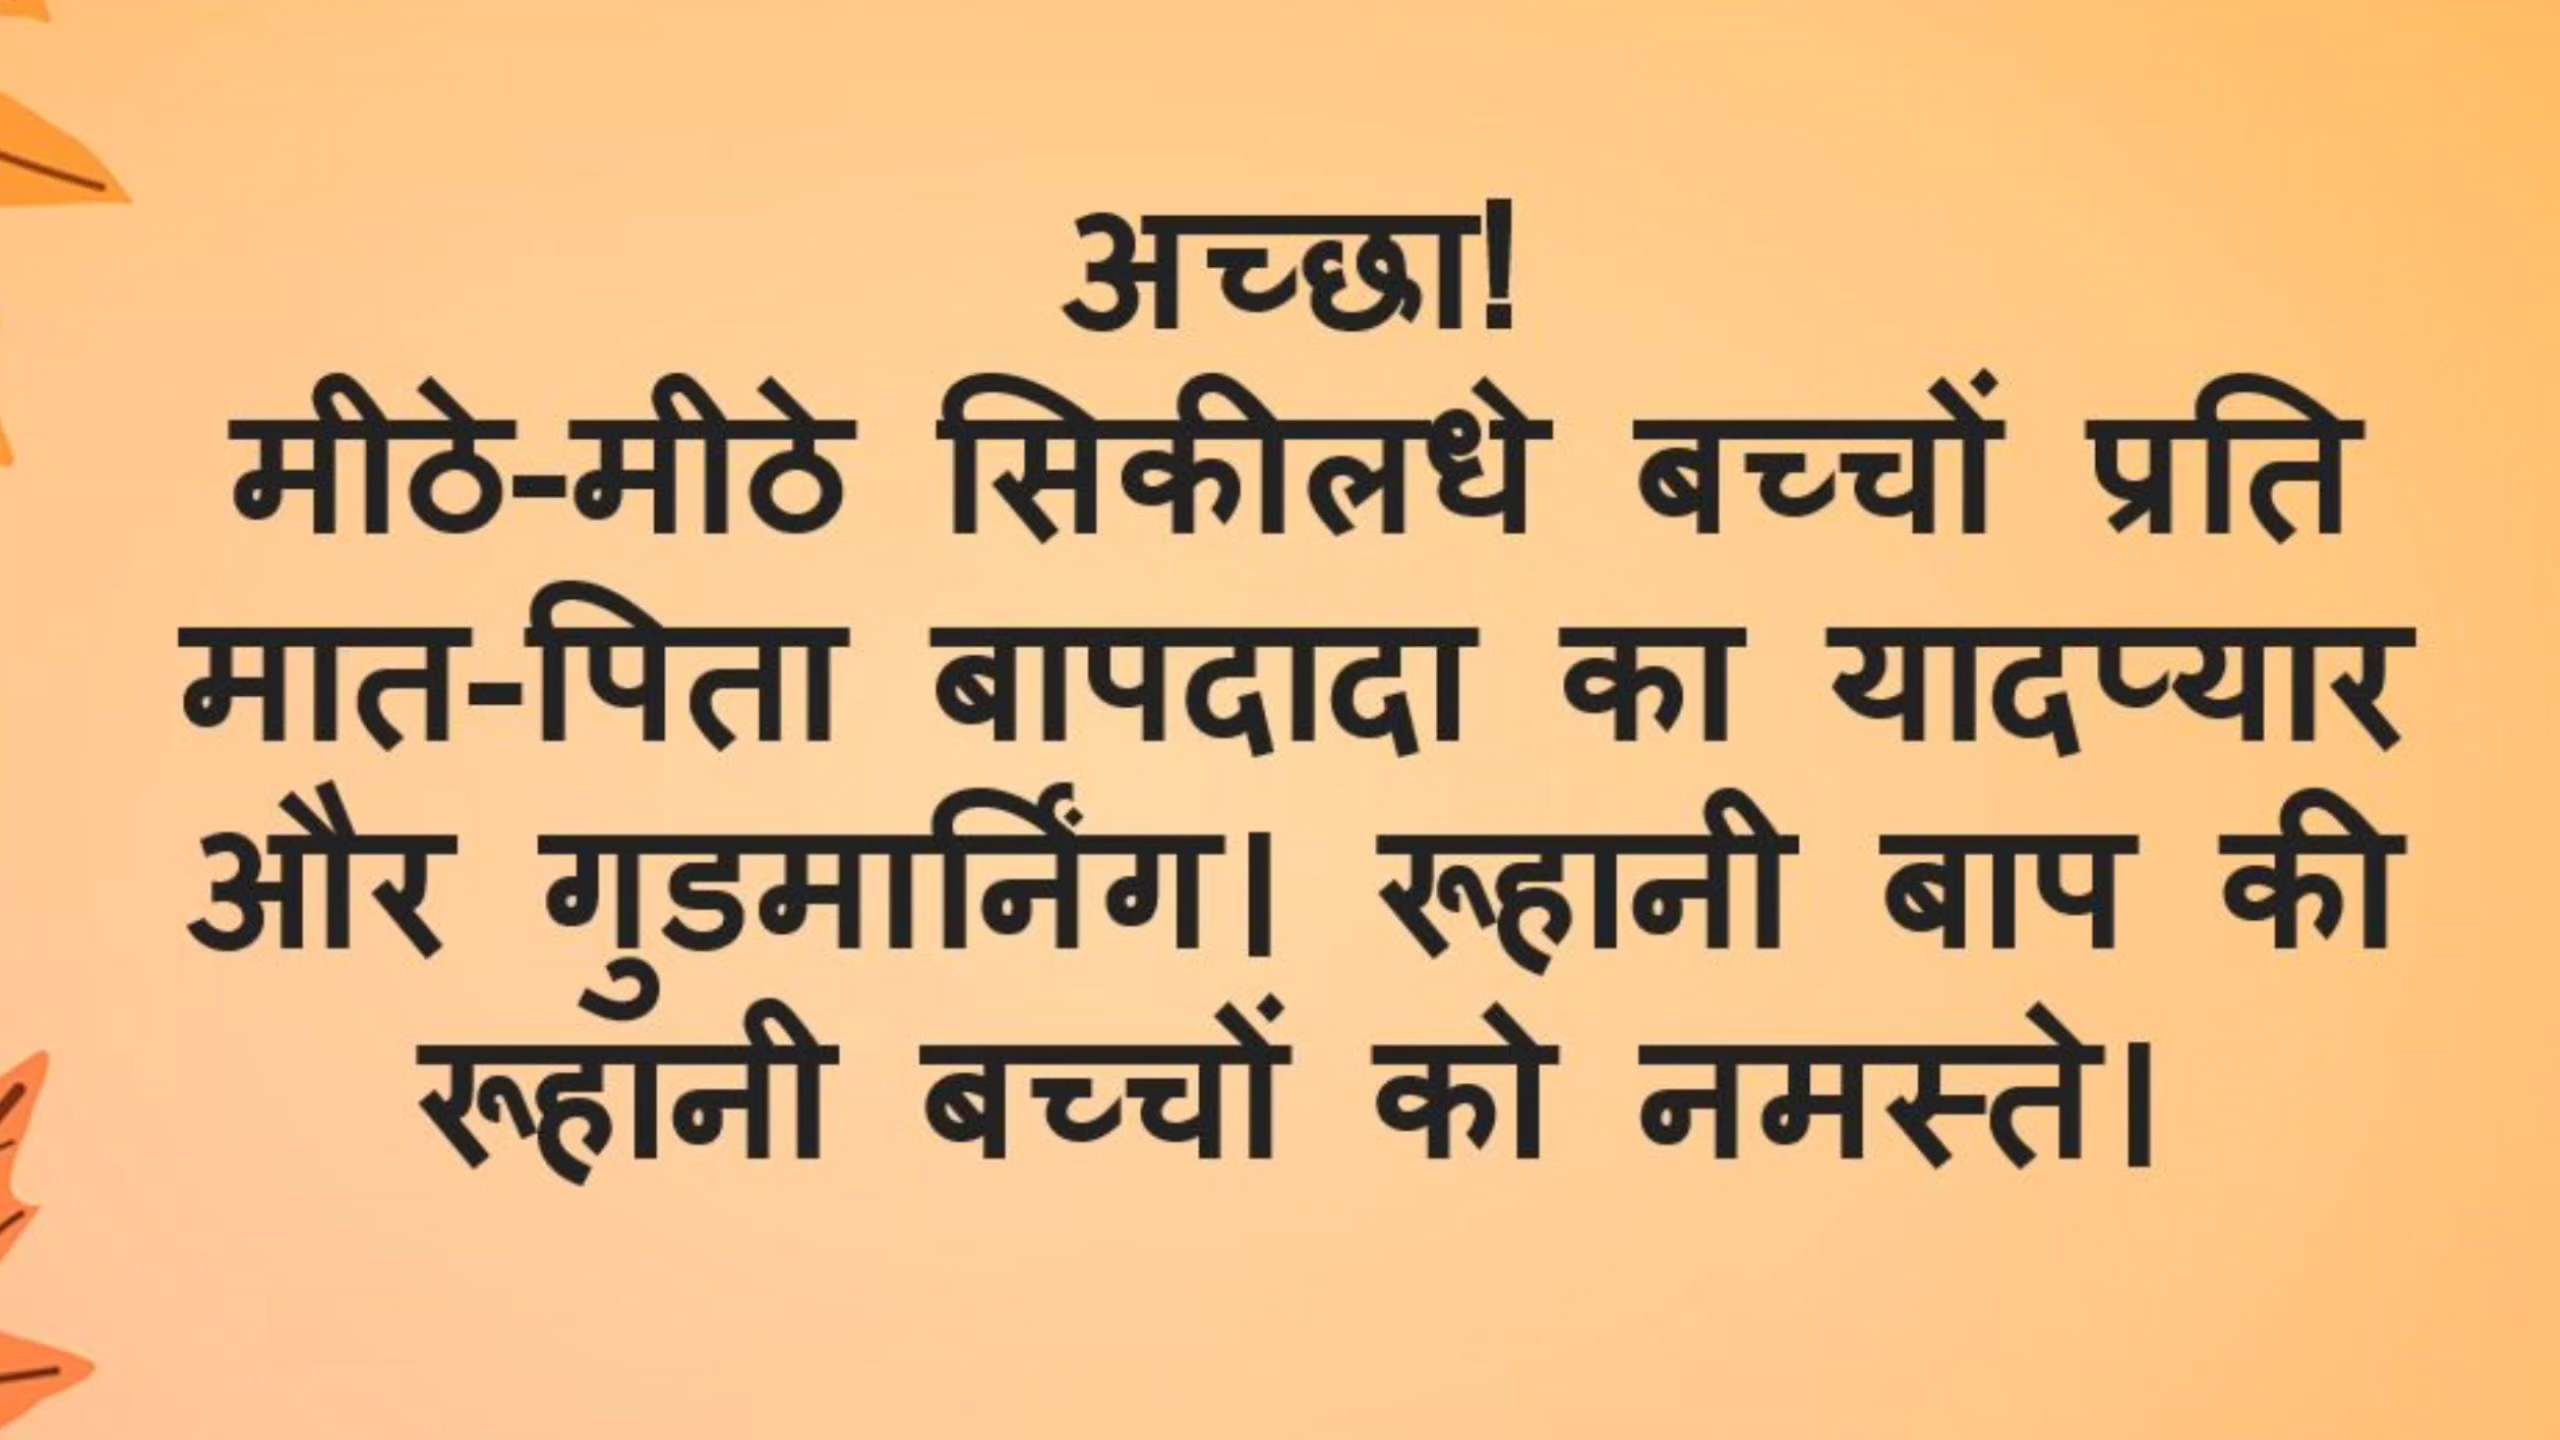 अच्छा!
मीठे-मीठे सिकीलधे बच्चों प्रति
मात-पिता बापदादा का यादप्यार
और गुडमार्निंग। रूहानी बाप की
रूहानी बच्चों को नमस्ते।